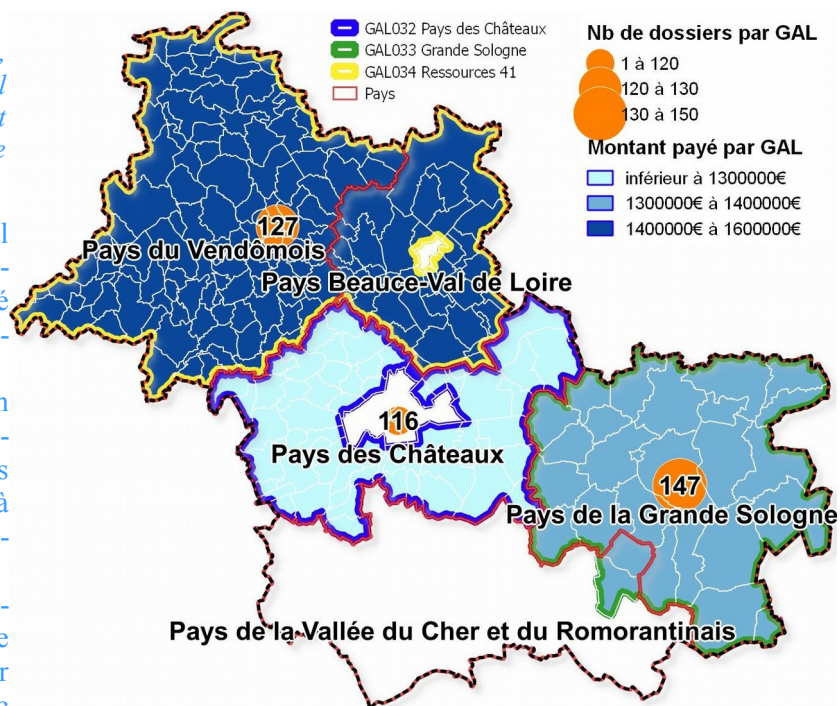 GAL032 Pays des Châteaux
GAL033 Grande Sologne
GAL034 Ressources 41
Pays
Nb de dossiers par GAL
1 à 120
120 à 130
130 à 150
Montant payé par GAL
inférieur à 1300000€
1300000€ à 1400000€
1400000€ à 1600000€
127
Pays du Vendômois
Pays Beauce-Val de Loire
116
Pays des Châteaux
147
Pays de la Grande Sologne
Pays de la Vallée du Cher et du Romorantinais